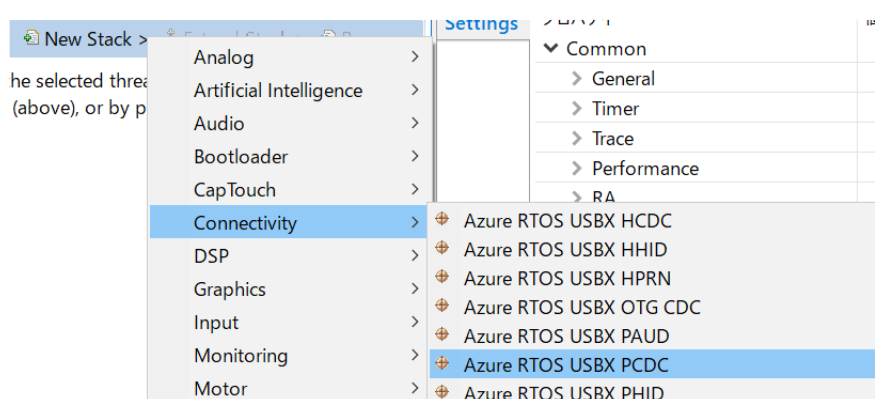 New Stack >
Settings
Common
General
Timer
Trace
Performance
RA
he selected threa
(above), or by p
Analog
Artificial Intelligence
Audio
Bootloader
CapTouch
Connectivity
DSP
Graphics
Input
Monitoring
Motor
Azure RTOS USBX HCDC
Azure RTOS USBX HHID
Azure RTOS USBX HPRN
Azure RTOS USBX OTG CDC
Azure RTOS USBX PAUD
Azure RTOS USBX PCDC
Azure RTOS USBX PHID